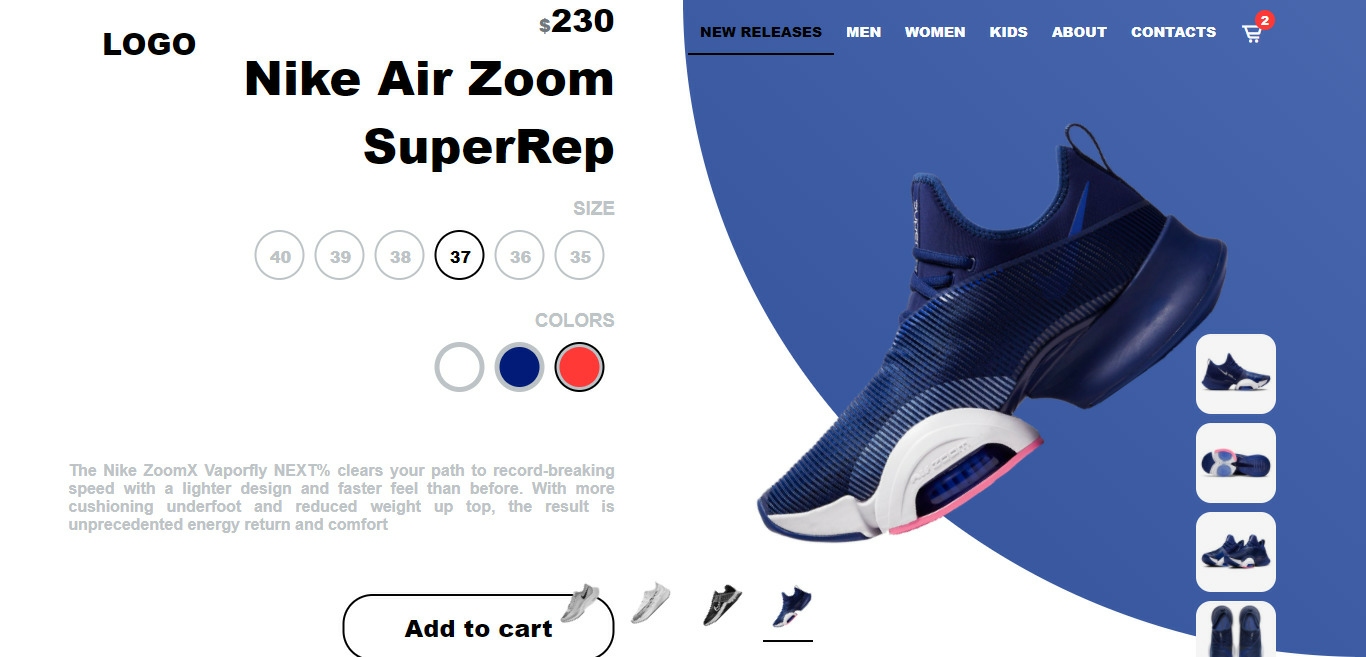 LOGO
$230
NEW RELEASES MEN WOMEN KIDS ABOUT CONTACTS 2
Nike Air Zoom
SuperRep
SIZE
40 39 38 37 36 35
COLORS
The Nike ZoomX Vaporfly NEXT% clears your path to record-breaking
speed with a lighter design and faster feel than before. With more
cushioning underfoot and reduced weight up top, the result is
unprecedented energy return and comfort
Add to cart